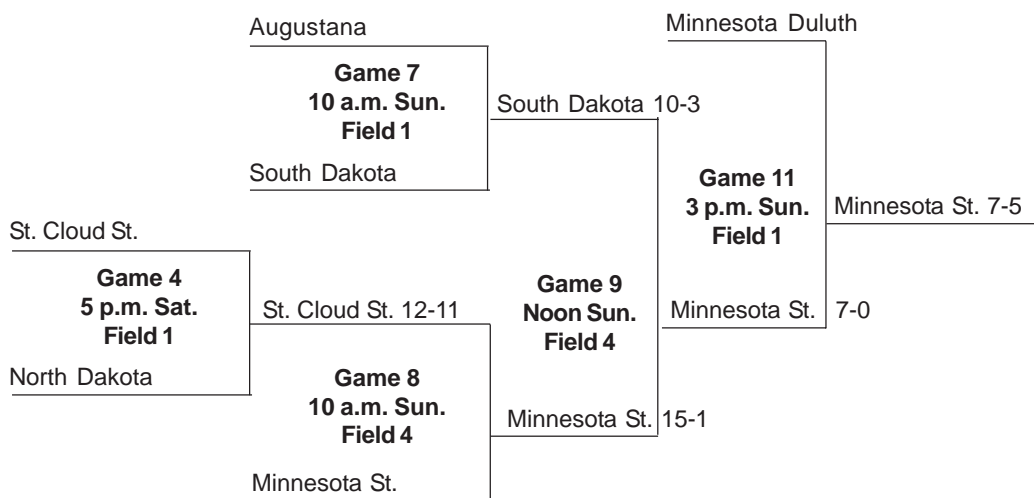 Augustana
Game 7
10 a.m. Sun.
Field 1
South Dakota
South Dakota 10-3
St. Cloud St.
Game 4
5 p.m. Sat.
Field 1
North Dakota
St. Cloud St. 12-11
Game 8
10 a.m. Sun.
Field 4
Minnesota St.
Minnesota St. 15-1
Game 9
Noon Sun.
Field 4
Minnesota Duluth
Game 11
3 p.m. Sun.
Field 1
Minnesota St. 7-0
Minnesota St. 7-5